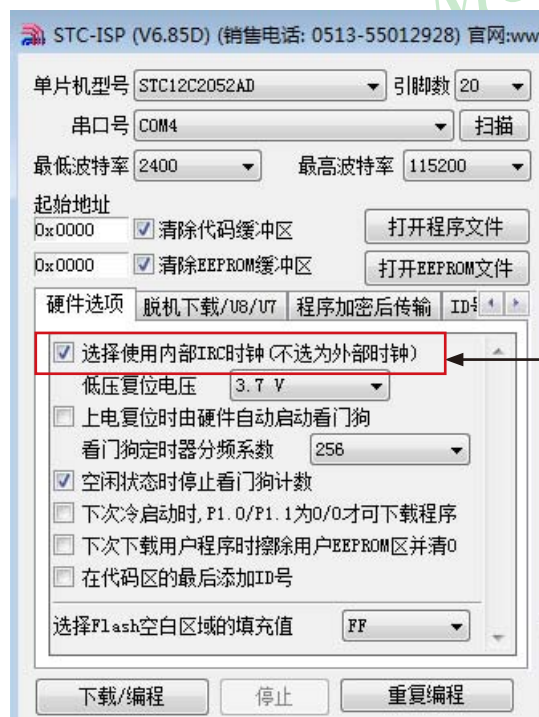 STC-ISP (V6.85D) (销售电话: 0513-55012928) 官网:ww
单片机型号 STC12C2052AD 引脚数 20
串口号 COM4 扫描
最低波特率 2400 最高波特率 115200
起始地址
0x0000 清除代码缓冲区 打开程序文件
0x0000 清除EEPROM缓冲区 打开EEPROM文件
硬件选项 脱机下载/U8/U7 程序加密后传输
选择使用内部IRC时钟(不选为外部时钟)
低压复位电压 3.7 V
上电复位时由硬件自动启动看门狗
看门狗定时器分频系数 256
空闲状态时停止看门狗计数
下次冷启动时,P1.0/P1.1为0/0才可下载程序
下次下载用户程序时擦除用户EEPROM区并清0
在代码区的最后添加ID号
选择Flash空白区域的填充值 FF
下载/编程 停止 重复编程